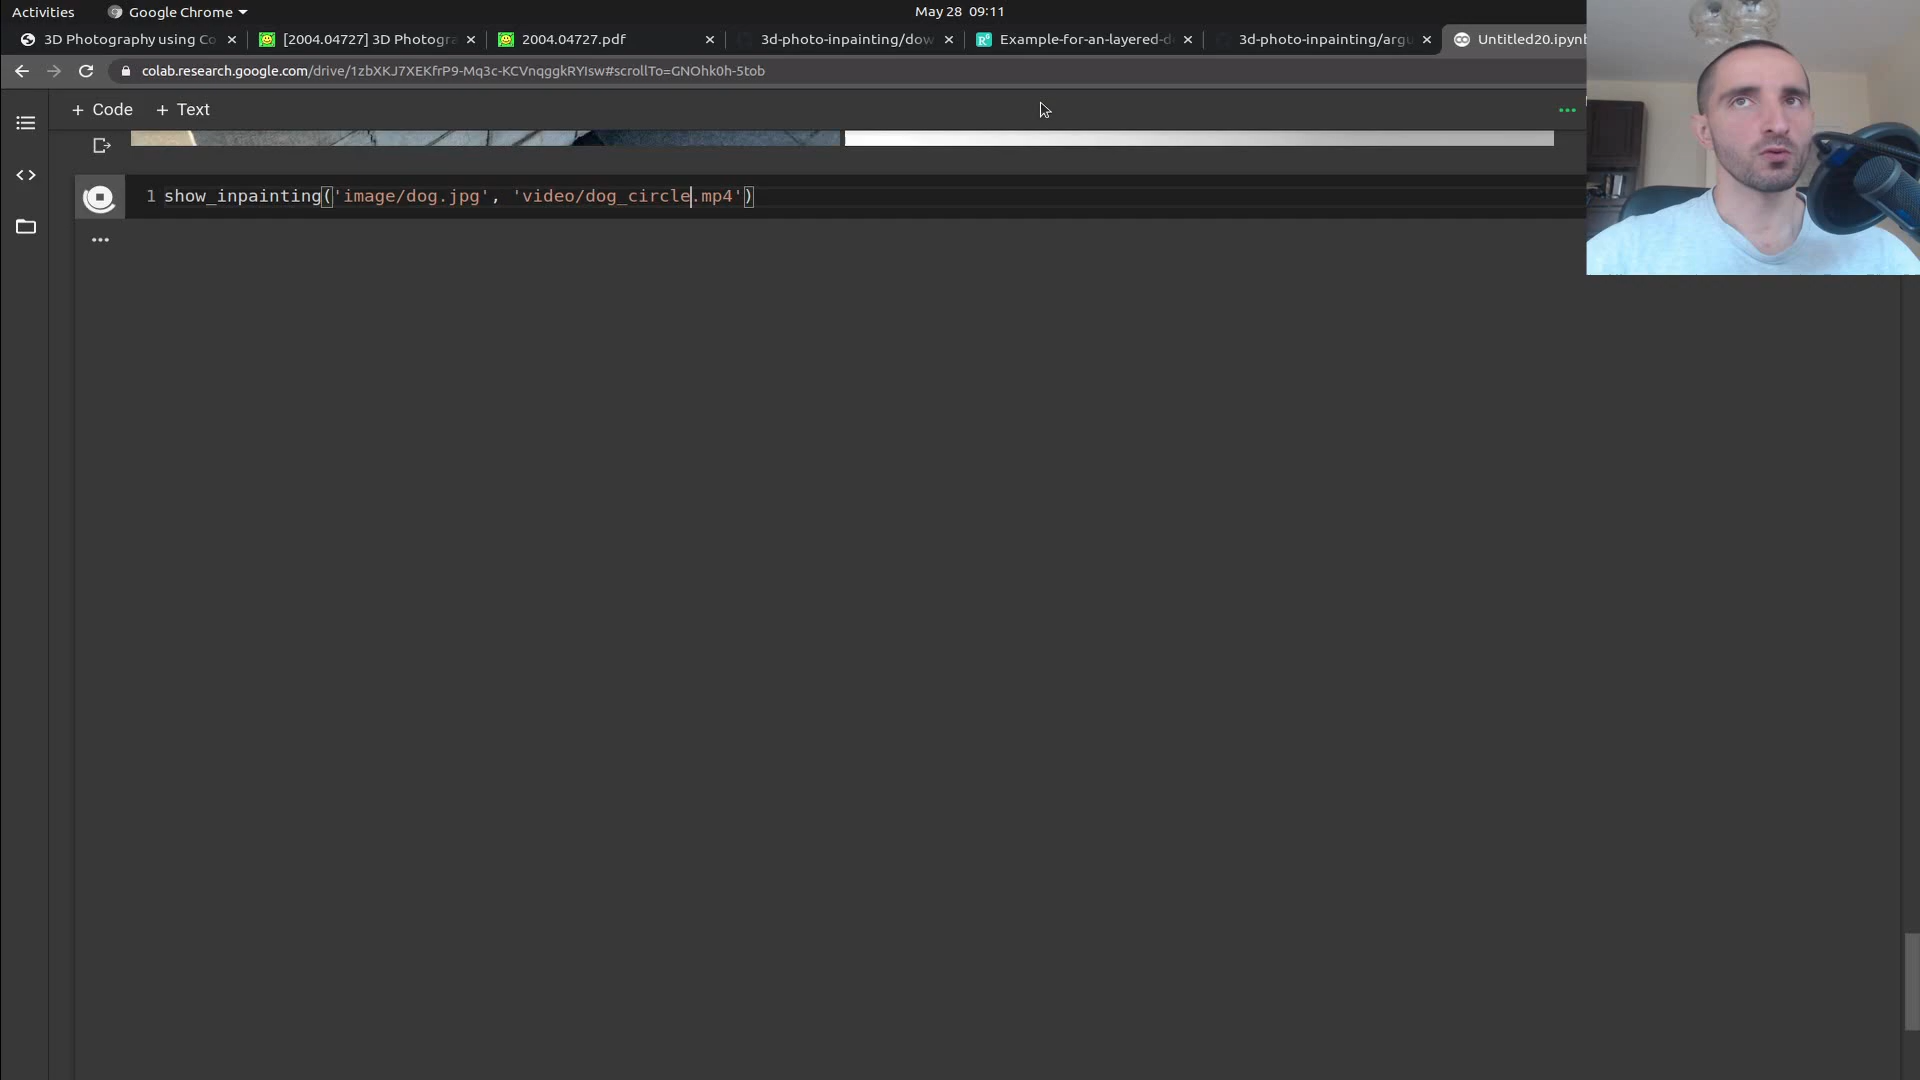 Activities Google Chrome May 28 09:11
3D Photography using Co [2004.04727] 3D Photogra 2004.04727.pdf 3d-photo-inpainting/dow Example-for-an-layered-d 3d-photo-inpainting/argu Untitled20.ipynb
colab.research.google.com/drive/1zbXKJ7XEKfrP9-Mq3c-KCVnqggkRYIsw#scrollTo=GNOhk0h-5tob
+ Code + Text
1 show_inpainting('image/dog.jpg', 'video/dog_circle.mp4')